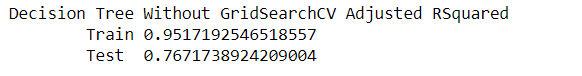 Decision Tree Without GridSearchCV Adjusted RSquared
Train 0.9517192546518557
Test 0.7671738924209004